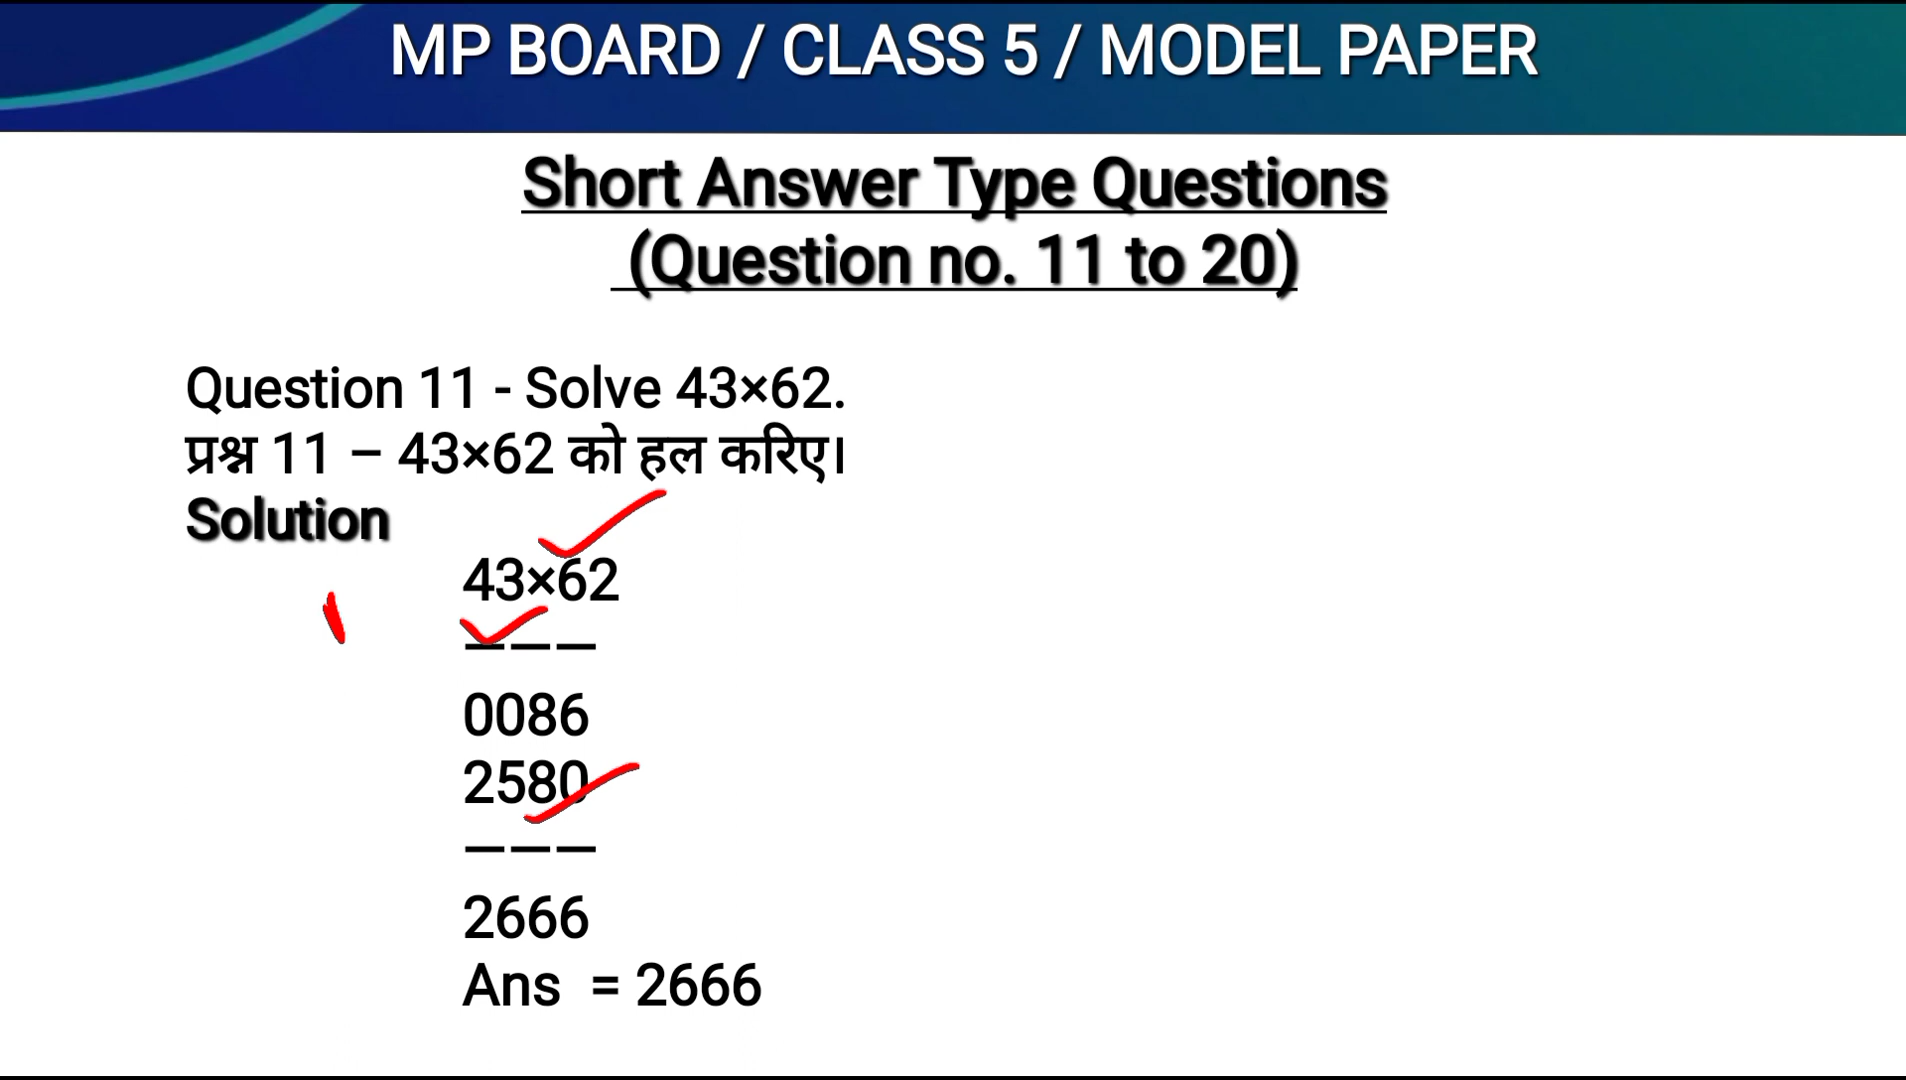 MP BOARD / CLASS 5 / MODEL PAPER
Short Answer Type Questions
(Question no. 11 to 20)
Question 11 - Solve 43×62.
प्रश्न 11 – 43×62 को हल करिए।
Solution
43×62
———
0086
2580
———
2666
Ans = 2666